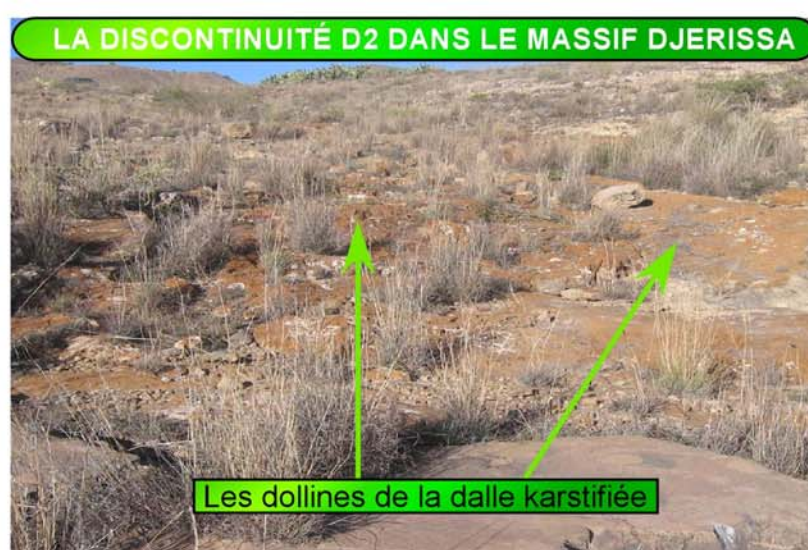 LA DISCONTINUITÉ D2 DANS LE MASSIF DJERISSA
Les dollines de la dalle karstifiée